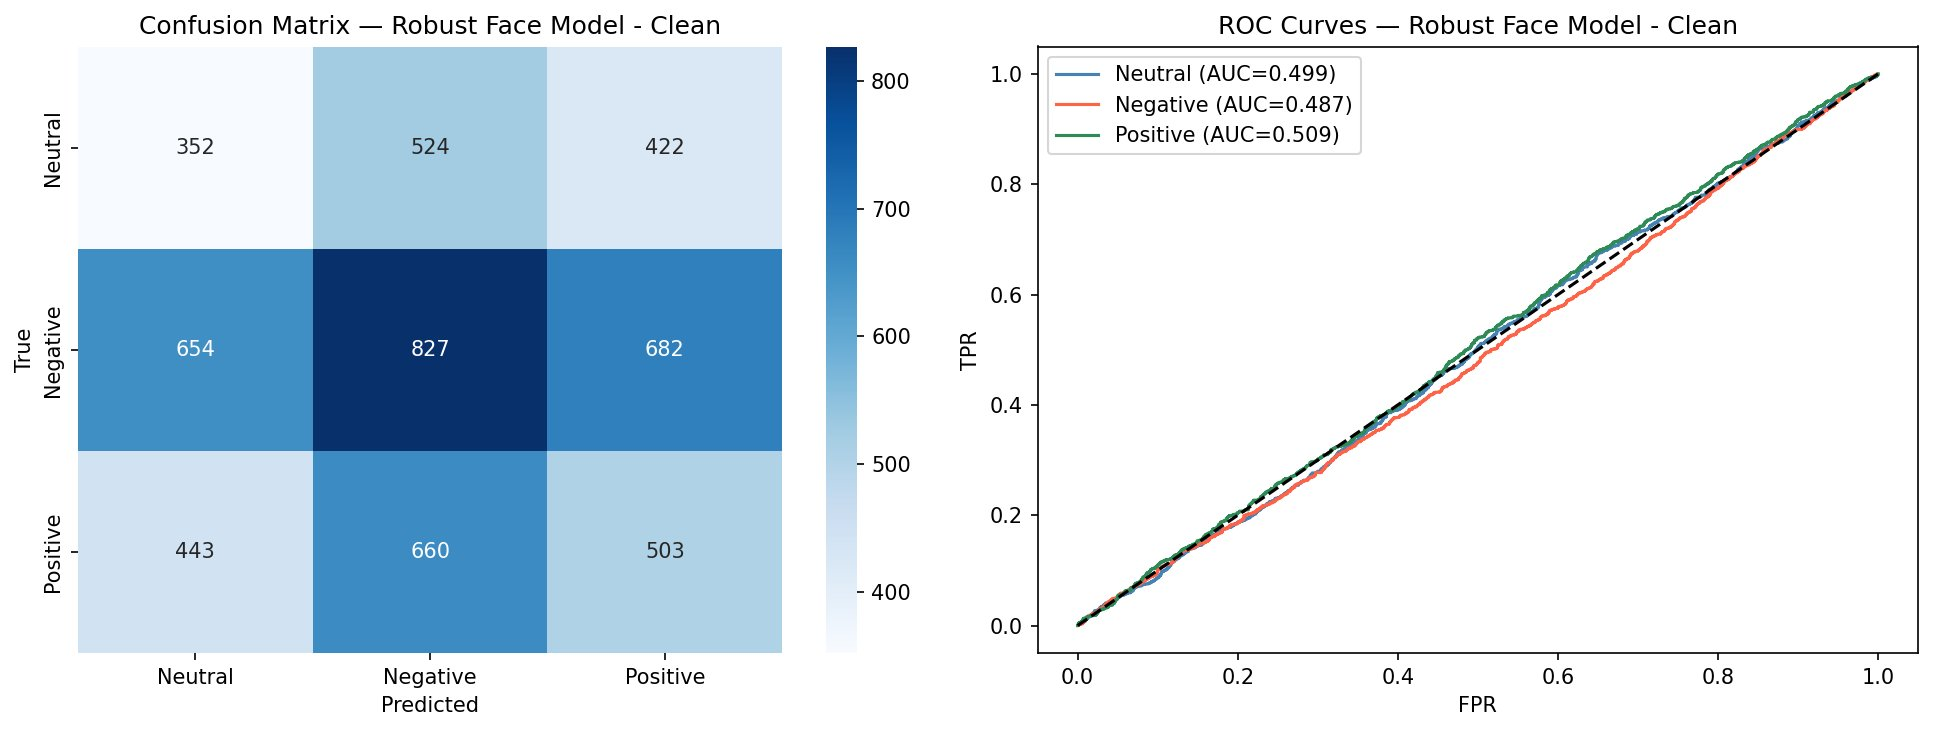 Confusion Matrix — Robust Face Model - Clean
True
Neutral
Negative
Positive
352 524 422
654 827 682
443 660 503
Neutral Negative Positive
Predicted
800
700
600
500
400
ROC Curves — Robust Face Model - Clean
Neutral (AUC=0.499)
Negative (AUC=0.487)
Positive (AUC=0.509)
TPR
1.0
0.8
0.6
0.4
0.2
0.0
0.0 0.2 0.4 0.6 0.8 1.0
FPR